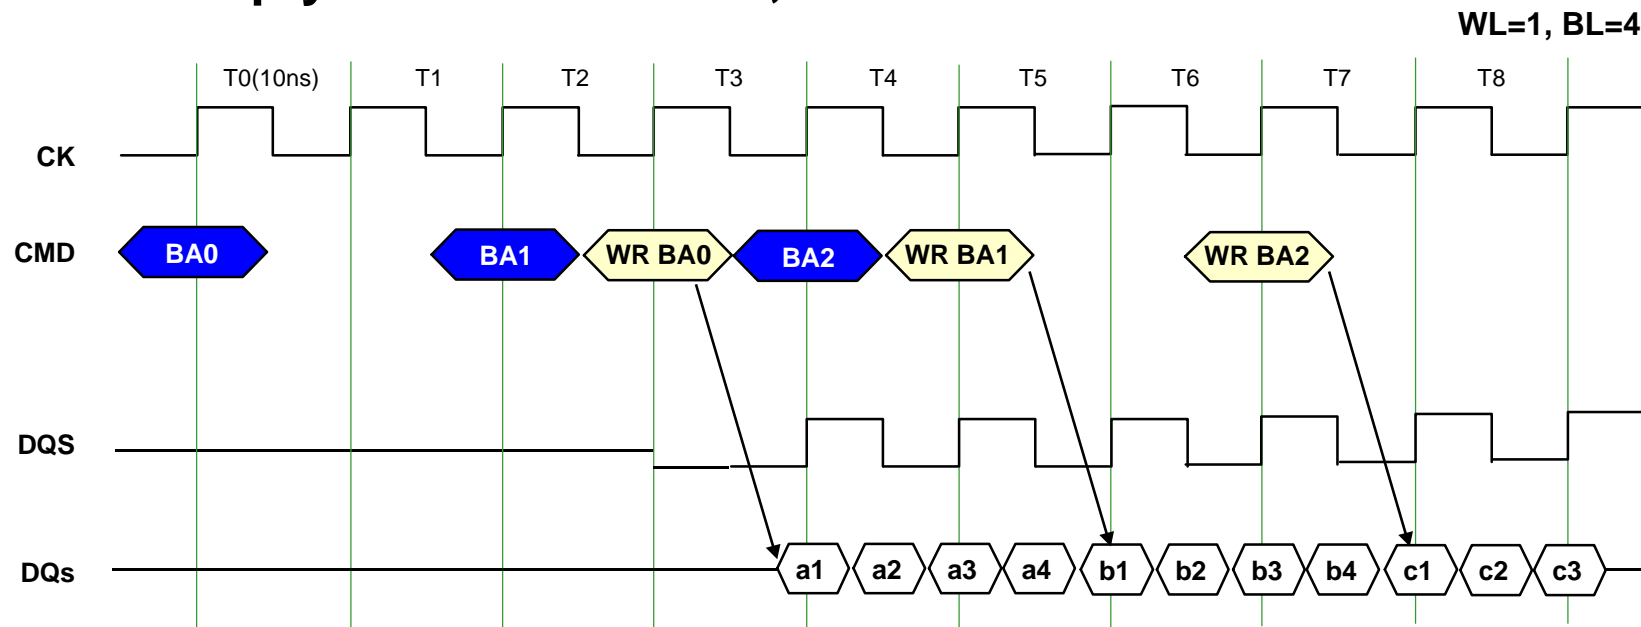 WL=1, BL=4
T0(10ns) T1 T2 T3 T4 T5 T6 T7 T8
CK
CMD BA0 BA1 WR BA0 BA2 WR BA1 WR BA2
DQS
DQs a1 a2 a3 a4 b1 b2 b3 b4 c1 c2 c3